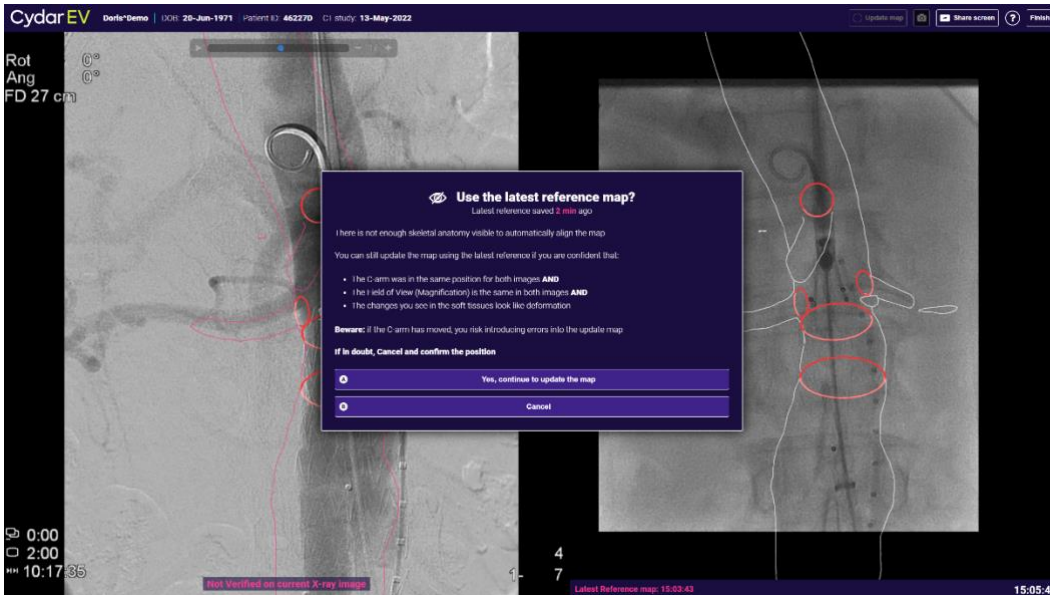 CydarEV Doris^Demo | DOB: 20-Jun-1971 Patient ID: 46227D CT study: 13-May-2022 Update map Share screen ? Finish
Rot 0°
Ang 0°
FD 27 cm
Use the latest reference map?
Latest reference saved 2 min ago
There is not enough skeletal anatomy visible to automatically align the map
You can still update the map using the latest reference if you are confident that:
• The C-arm was in the same position for both images AND
• The Field of View (Magnification) is the same in both images AND
• The changes you see in the soft tissues look like deformation
Beware: if the C-arm has moved, you risk introducing errors into the update map
If in doubt, Cancel and confirm the position
Yes, continue to update the map
Cancel
0:00
2:00
10:17:35
Not Verified on current X-ray image
4
1- 7
Latest Reference map: 15:03:43
15:05:4